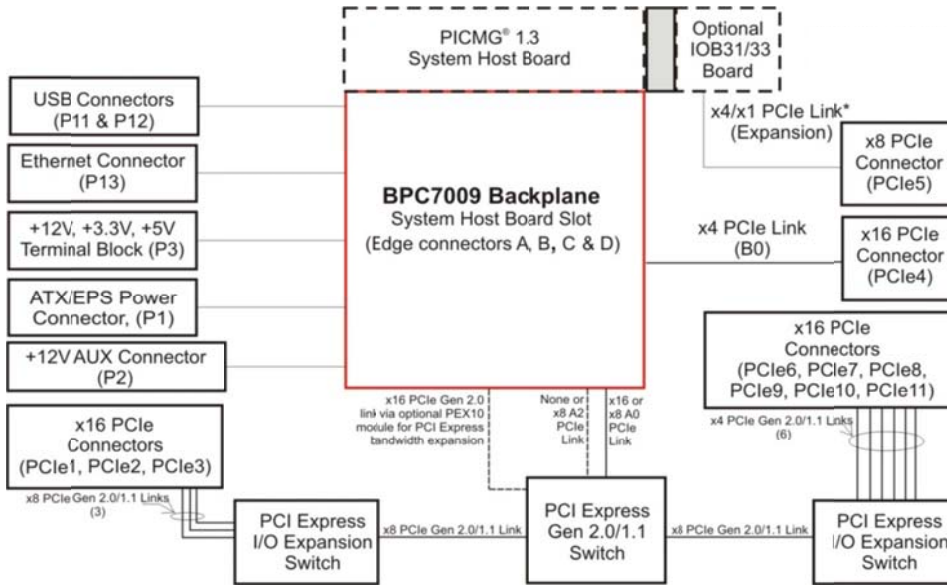 PICMG® 1.3
System Host Board
Optional
IOB31/33
Board
USB Connectors
(P11 & P12)
Ethernet Connector
(P13)
+12V, +3.3V, +5V
Terminal Block (P3)
ATX/EPS Power
Connector, (P1)
+12V AUX Connector
(P2)
BPC7009 Backplane
System Host Board Slot
(Edge connectors A, B, C & D)
x4/x1 PCIe Link*
(Expansion)
x8 PCIe
Connector
(PCIe5)
x4 PCIe Link
(B0)
x16 PCIe
Connector
(PCIe4)
x16 PCIe
Connectors
(PCIe6, PCIe7, PCIe8,
PCIe9, PCIe10, PCIe11)
x4 PCIe Gen 2.0/1.1 Links
(6)
x16 PCIe
Connectors
(PCIe1, PCIe2, PCIe3)
x8 PCIe Gen 2.0/1.1 Links
(3)
x16 PCIe Gen 2.0
link via optional PEX10
module for PCI Express
bandwidth expansion
None or
x8 A2
PCIe
Link
x16 or
x8 A0
PCIe
Link
PCI Express
I/O Expansion
Switch
x8 PCIe Gen 2.0/1.1 Link
PCI Express
Gen 2.0/1.1
Switch
x8 PCIe Gen 2.0/1.1 Link
PCI Express
I/O Expansion
Switch